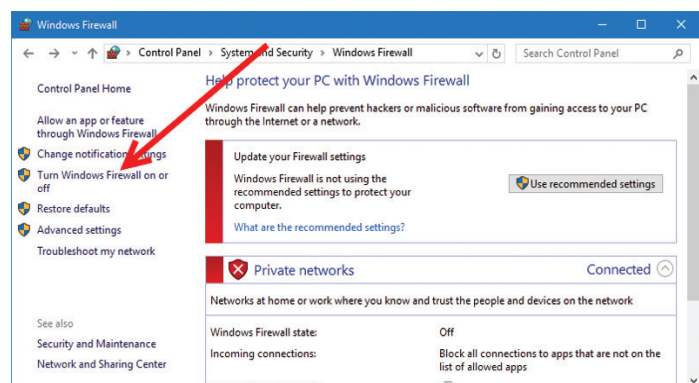 Windows Firewall
Control Panel > System and Security > Windows Firewall
Search Control Panel
Control Panel Home
Allow an app or feature
through Windows Firewall
Change notification settings
Turn Windows Firewall on or
off
Restore defaults
Advanced settings
Troubleshoot my network
See also
Security and Maintenance
Network and Sharing Center
Help protect your PC with Windows Firewall
Windows Firewall can help prevent hackers or malicious software from gaining access to your PC
through the Internet or a network.
Update your Firewall settings
Windows Firewall is not using the
recommended settings to protect your
computer.
What are the recommended settings?
Use recommended settings
Private networks
Connected
Networks at home or work where you know and trust the people and devices on the network
Windows Firewall state:
Off
Incoming connections:
Block all connections to apps that are not on the
list of allowed apps